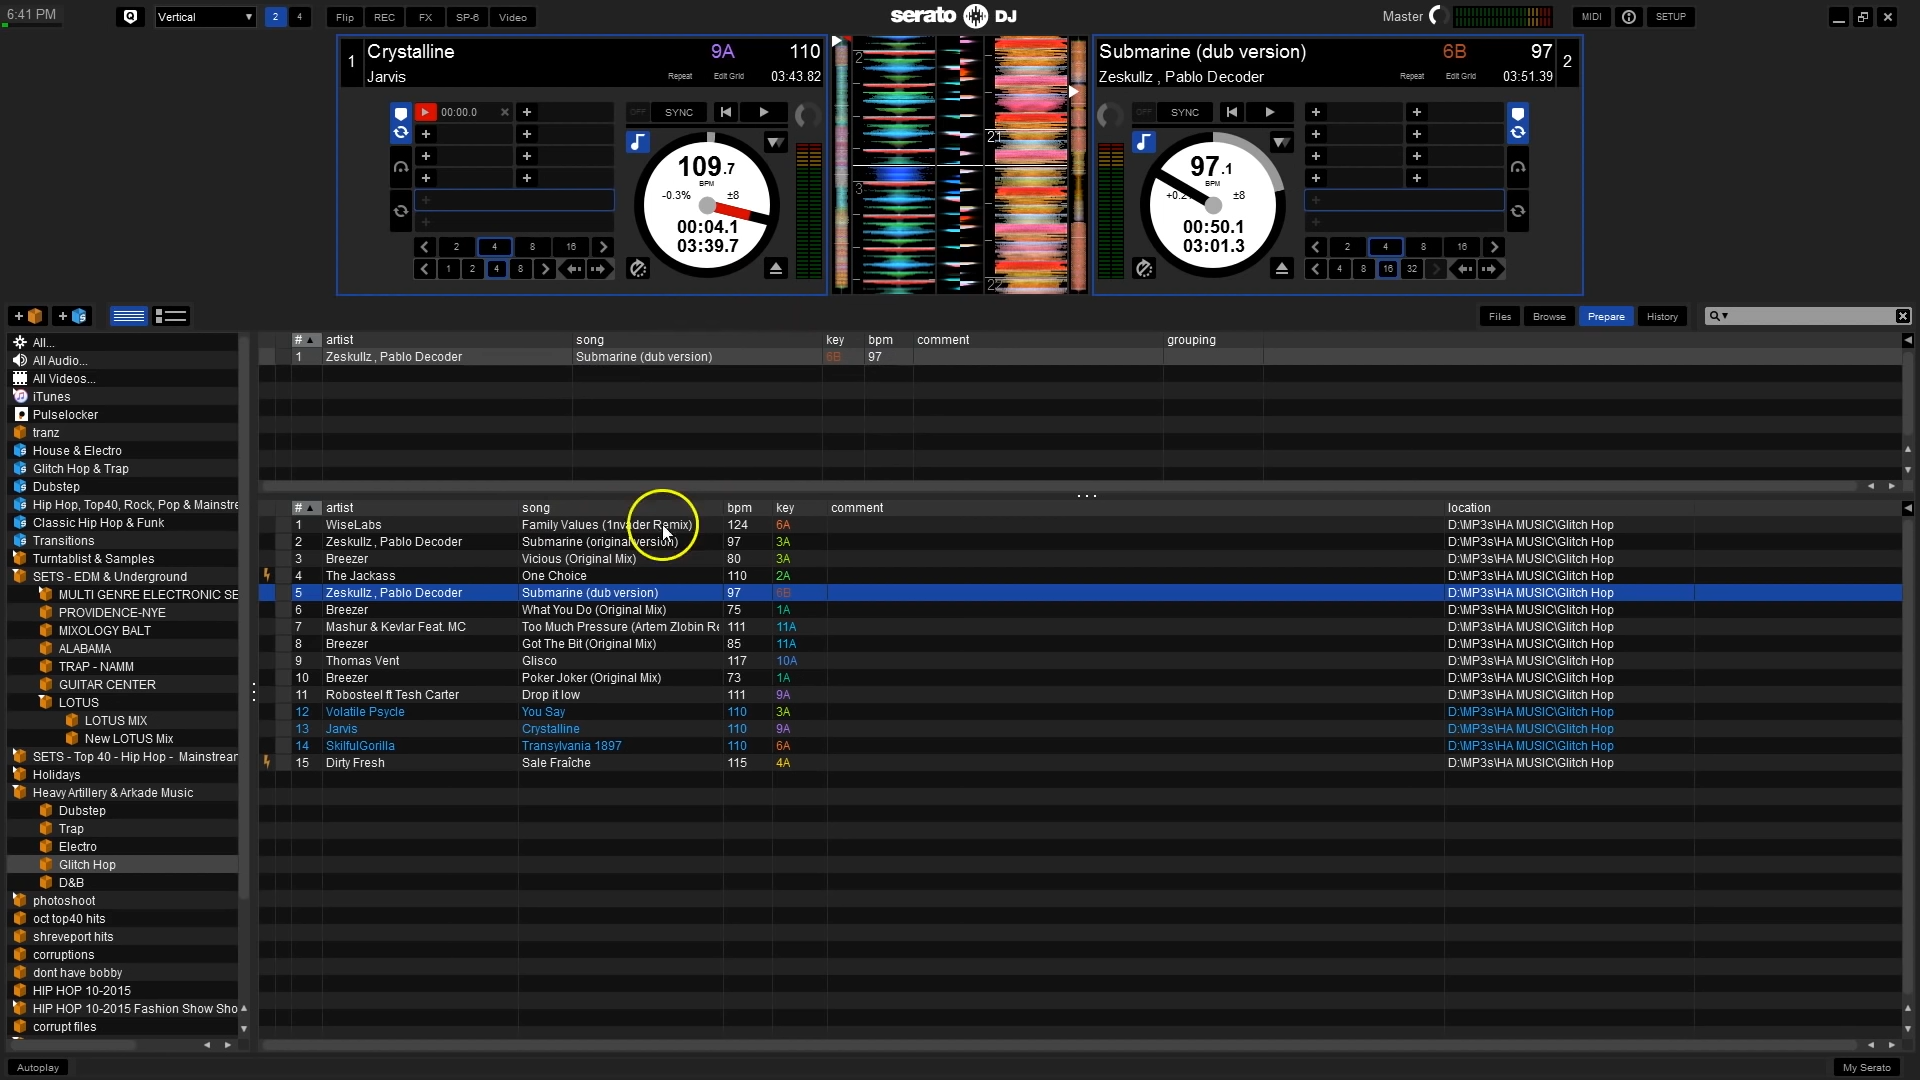 6:41 PM Vertical 2 4 Flip REC FX SP-6 Video serato DJ Master MIDI SETUP
1 Crystalline 9A 110
Jarvis Repeat Edit Grid 03:43.82
Submarine (dub version) 6B 97 2
Zeskullz , Pablo Decoder Repeat Edit Grid 03:51.39
00:00.0 OFF SYNC
109.7
BPM
-0.3% ±8
00:04.1
03:39.7
2 4 8 16
1 2 4 8
2
3
21
22
OFF SYNC
97.1
BPM
±8
00:50.1
03:01.3
2 4 8 16
4 8 16 32
Files Browse Prepare History
# artist song key bpm comment grouping
1 Zeskullz , Pablo Decoder Submarine (dub version) 6B 97
All...
All Audio...
All Videos...
iTunes
Pulselocker
tranz
House & Electro
Glitch Hop & Trap
Dubstep
Hip Hop, Top40, Rock, Pop & Mainstre
Classic Hip Hop & Funk
Transitions
Turntablist & Samples
SETS - EDM & Underground
MULTI GENRE ELECTRONIC SE
PROVIDENCE-NYE
MIXOLOGY BALT
ALABAMA
TRAP - NAMM
GUITAR CENTER
LOTUS
LOTUS MIX
New LOTUS Mix
SETS - Top 40 - Hip Hop - Mainstrear
Holidays
Heavy Artillery & Arkade Music
Dubstep
Trap
Electro
Glitch Hop
D&B
photoshoot
oct top40 hits
shreveport hits
corruptions
dont have bobby
HIP HOP 10-2015
HIP HOP 10-2015 Fashion Show Sho
corrupt files
# artist song bpm key comment location
1 WiseLabs Family Values (1nvader Remix) 124 6A D:\MP3s\HA MUSIC\Glitch Hop
2 Zeskullz , Pablo Decoder Submarine (original version) 97 3A D:\MP3s\HA MUSIC\Glitch Hop
3 Breezer Vicious (Original Mix) 80 3A D:\MP3s\HA MUSIC\Glitch Hop
4 The Jackass One Choice 110 2A D:\MP3s\HA MUSIC\Glitch Hop
5 Zeskullz , Pablo Decoder Submarine (dub version) 97 6B D:\MP3s\HA MUSIC\Glitch Hop
6 Breezer What You Do (Original Mix) 75 1A D:\MP3s\HA MUSIC\Glitch Hop
7 Mashur & Kevlar Feat. MC Too Much Pressure (Artem Zlobin Re 111 11A D:\MP3s\HA MUSIC\Glitch Hop
8 Breezer Got The Bit (Original Mix) 85 11A D:\MP3s\HA MUSIC\Glitch Hop
9 Thomas Vent Glisco 117 10A D:\MP3s\HA MUSIC\Glitch Hop
10 Breezer Poker Joker (Original Mix) 73 1A D:\MP3s\HA MUSIC\Glitch Hop
11 Robosteel ft Tesh Carter Drop it low 111 9A D:\MP3s\HA MUSIC\Glitch Hop
12 Volatile Psycle You Say 110 3A D:\MP3s\HA MUSIC\Glitch Hop
13 Jarvis Crystalline 110 9A D:\MP3s\HA MUSIC\Glitch Hop
14 SkilfulGorilla Transylvania 1897 110 6A D:\MP3s\HA MUSIC\Glitch Hop
15 Dirty Fresh Sale Fraîche 115 4A D:\MP3s\HA MUSIC\Glitch Hop
Autoplay My Serato